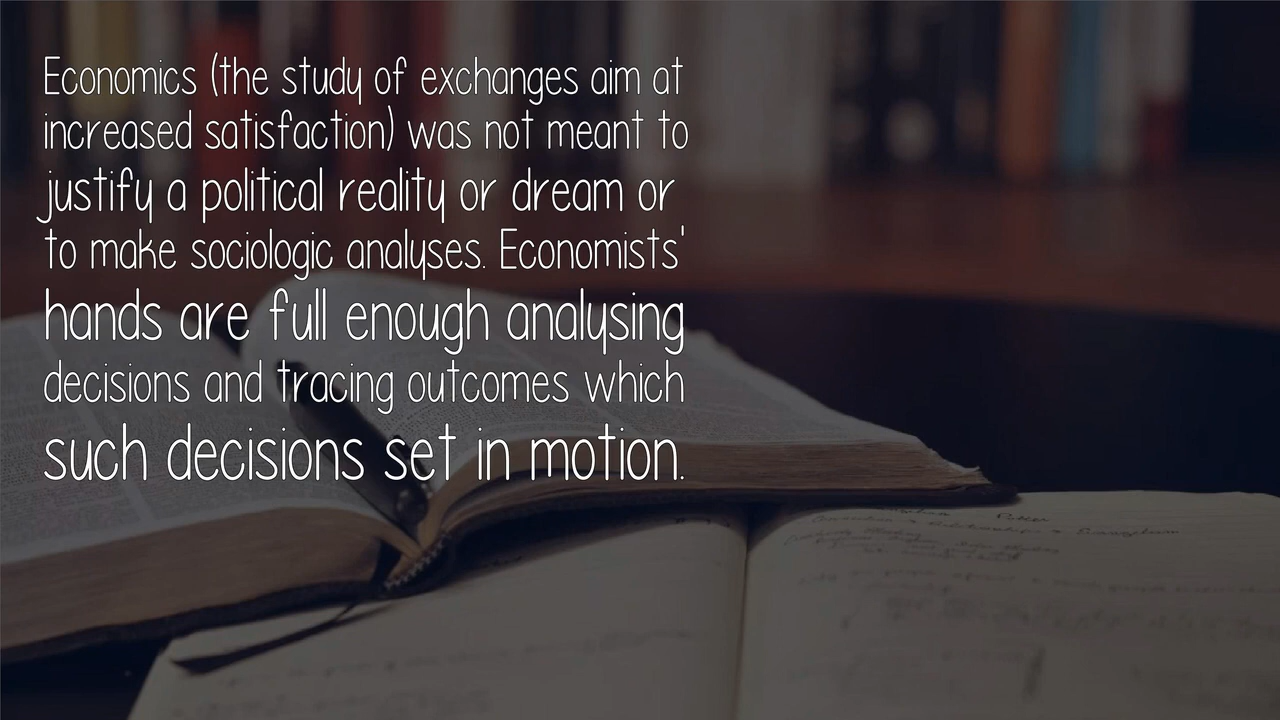 Economics (the study of exchanges aim at
increased satisfaction) was not meant to
justify a political reality or dream or
to make sociologic analyses. Economists'
hands are full enough analysing
decisions and tracing outcomes which
such decisions set in motion.